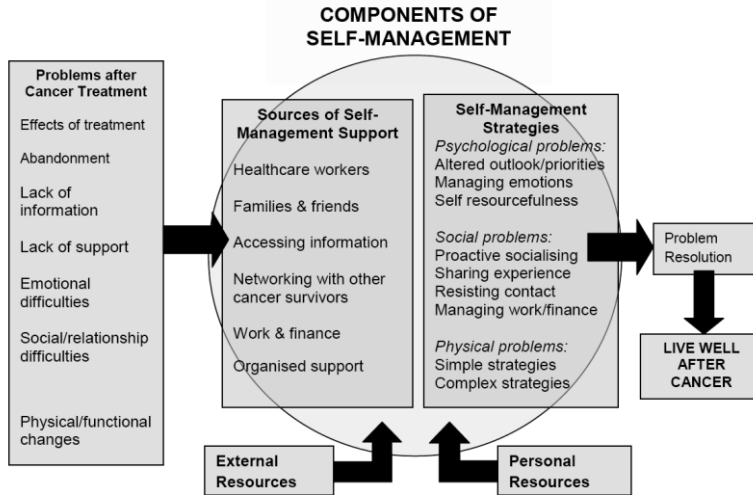 COMPONENTS OF
SELF-MANAGEMENT
Problems after
Cancer Treatment
Effects of treatment
Abandonment
Lack of
information
Lack of support
Emotional
difficulties
Social/relationship
difficulties
Physical/functional
changes
Sources of Self-
Management Support
Healthcare workers
Families & friends
Accessing information
Networking with other
cancer survivors
Work & finance
Organised support
Self-Management
Strategies
Psychological problems:
Altered outlook/priorities
Managing emotions
Self resourcefulness
Social problems:
Proactive socialising
Sharing experience
Resisting contact
Managing work/finance
Physical problems:
Simple strategies
Complex strategies
Problem
Resolution
LIVE WELL
AFTER
CANCER
External
Resources
Personal
Resources